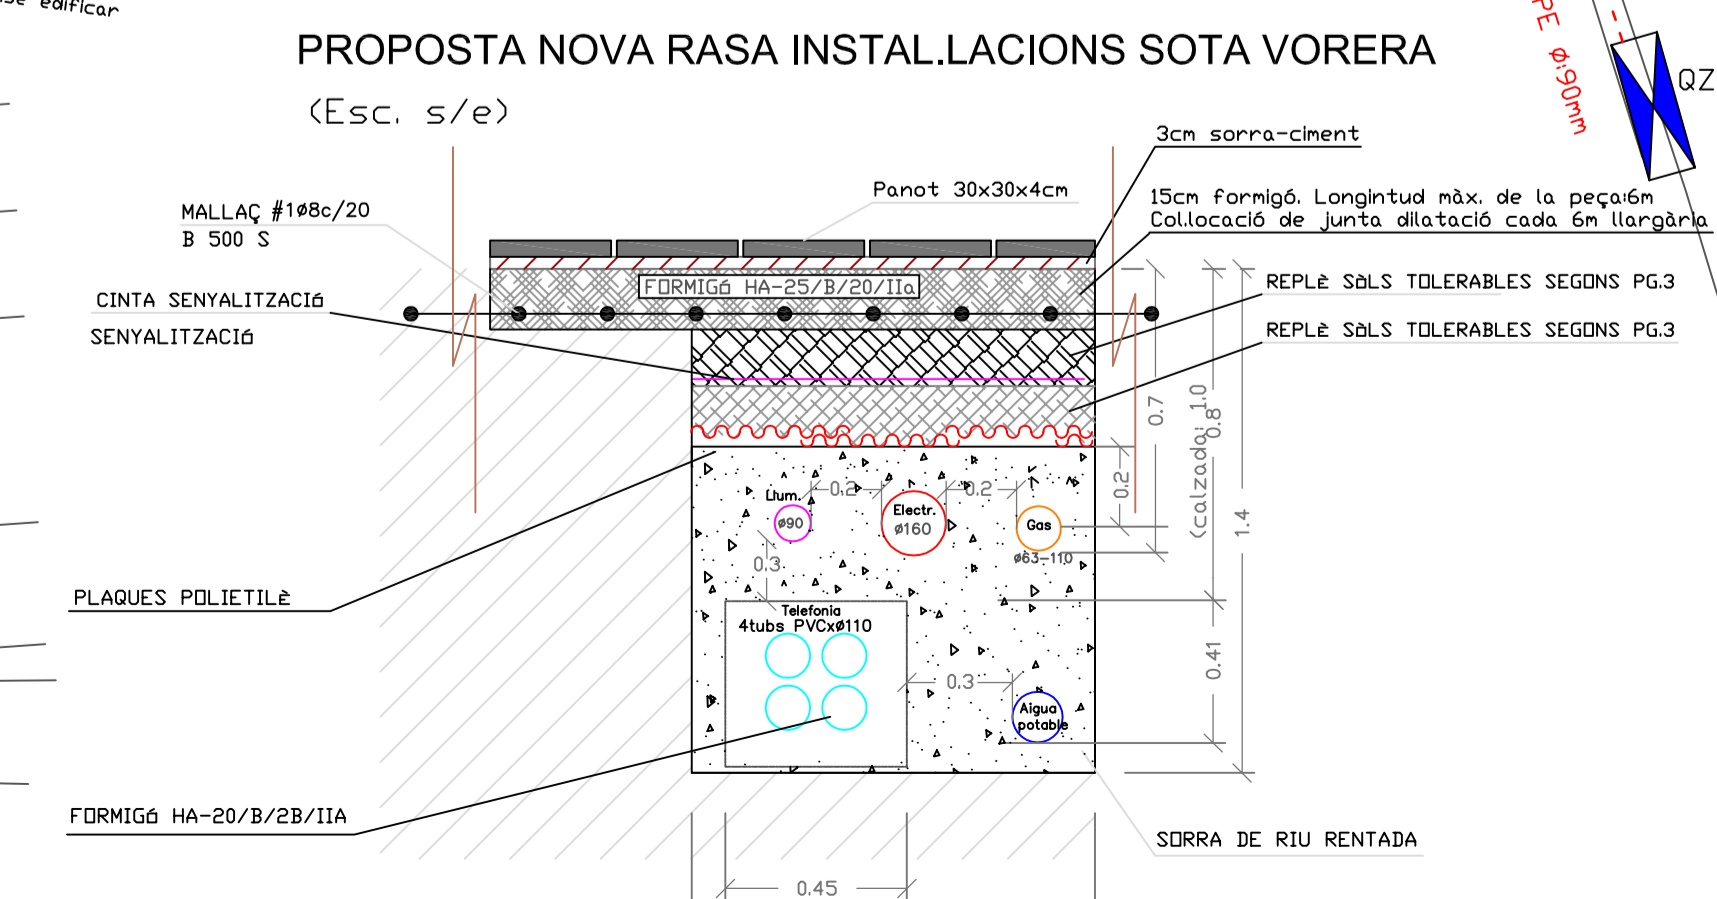 edificar
PROPOSTA NOVA RASA INSTAL.LACIONS SOTA VORERA
(Esc. s/e)
PE Ø:90mm
QZ
3cm sorra-ciment
Panot 30x30x4cm
15cm formigó. Longintud màx. de la peça:6m
Col.locació de junta dilatació cada 6m llargària
MALLAÇ #1ø8c/20
B 500 S
FORMIGó HA-25/B/20/IIa
REPLè SòLS TOLERABLES SEGONS PG.3
CINTA SENYALITZACIó
SENYALITZACIó
REPLè SòLS TOLERABLES SEGONS PG.3
0.7
(calzada: 1.0
0.8
0.2
1.4
Llum.
ø90
0.2
Electr.
ø160
0.2
Gas
ø63-110
0.3
PLAQUES POLIETILè
Telefonia
4tubs PVCxø110
0.41
0.3
Aigua
potable
FORMIGó HA-20/B/2B/IIA
SORRA DE RIU RENTADA
0.45